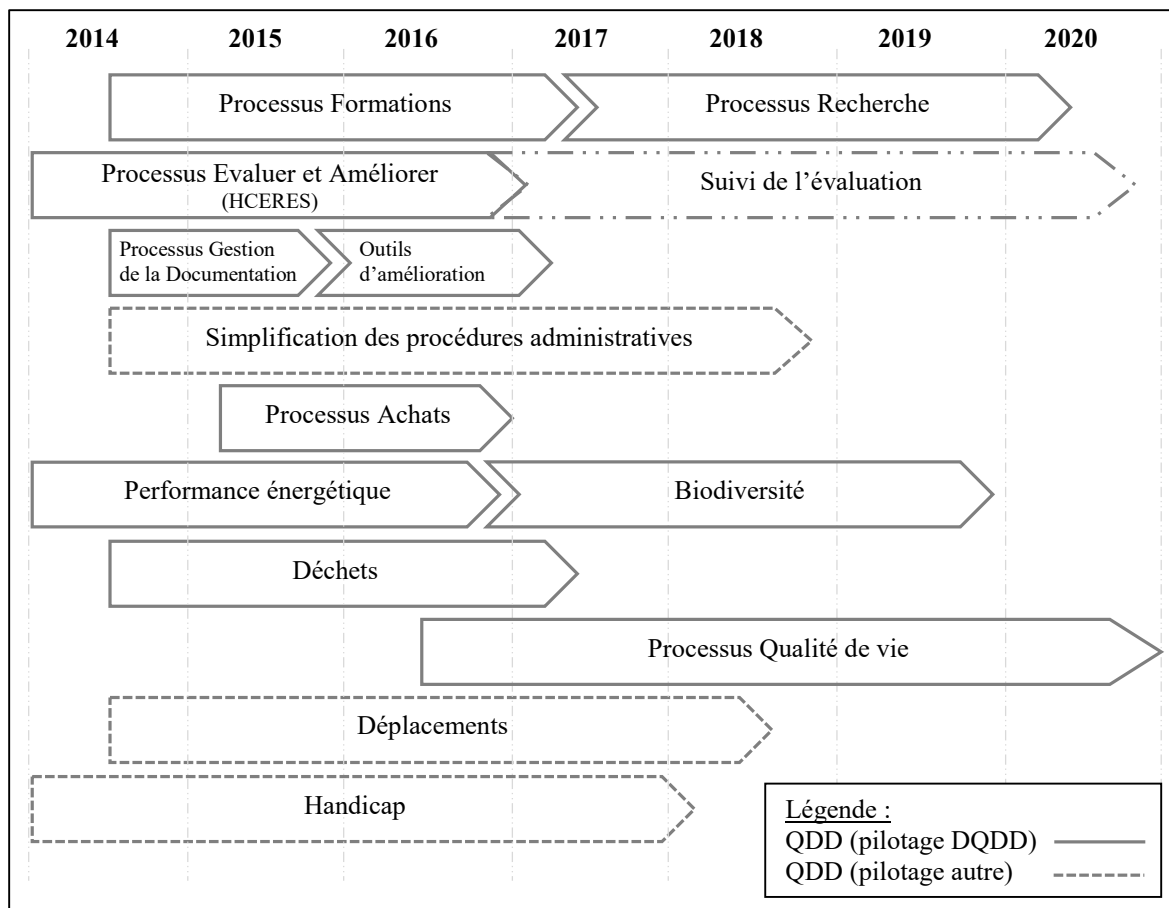 2014 2015 2016 2017 2018 2019 2020
Processus Formations
Processus Recherche
Processus Evaluer et Améliorer
(HCERES)
Suivi de l’évaluation
Processus Gestion
de la Documentation
Outils
d’amélioration
Simplification des procédures administratives
Processus Achats
Performance énergétique
Biodiversité
Déchets
Processus Qualité de vie
Déplacements
Handicap
Légende :
QDD (pilotage DQDD)
QDD (pilotage autre)